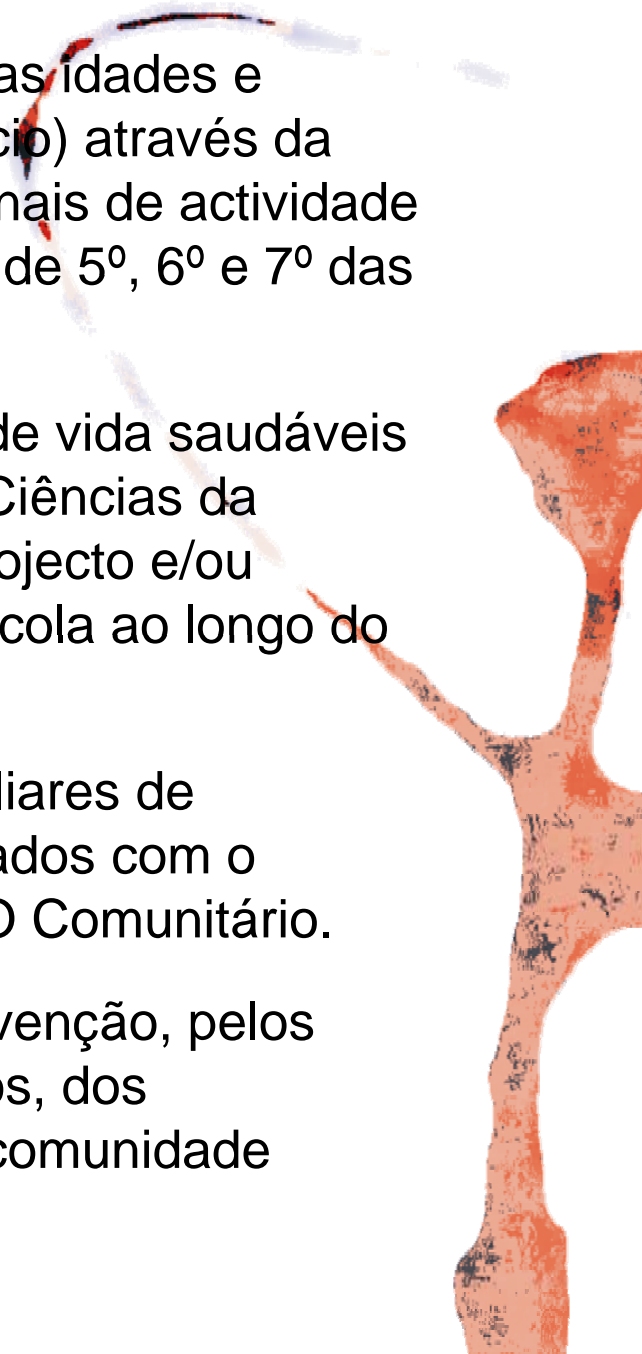 as idades e
cio) através da
mais de actividade
de 5º, 6º e 7º das
de vida saudáveis
Ciências da
ojecto e/ou
cola ao longo do
liares de
ados com o
O Comunitário.
venção, pelos
os, dos
comunidade